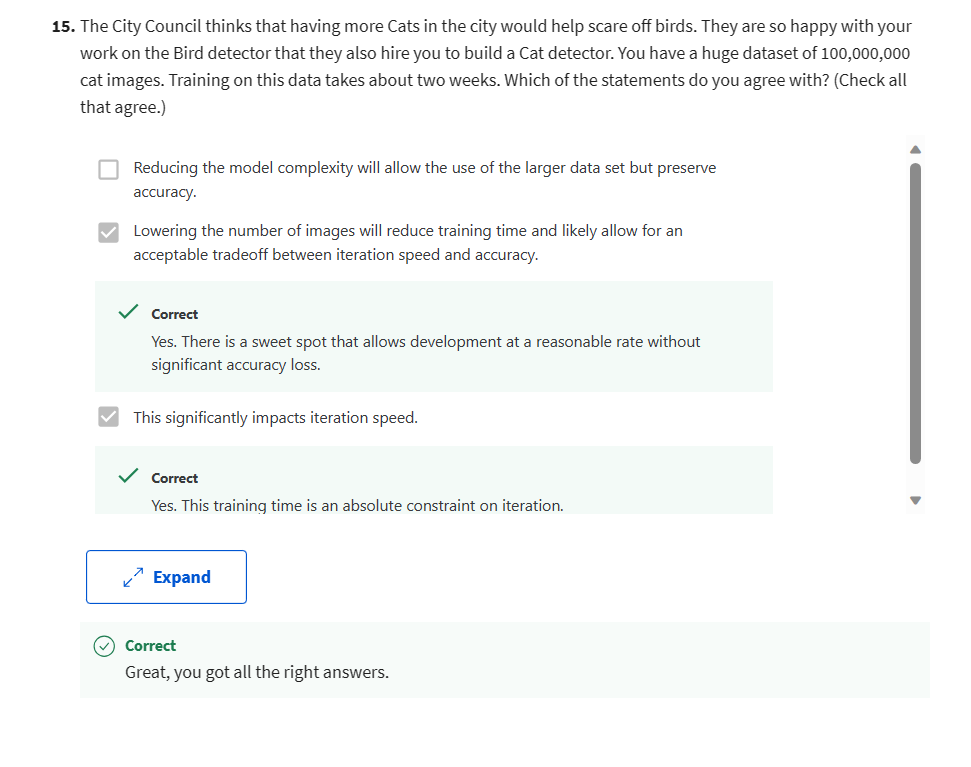 15. The City Council thinks that having more Cats in the city would help scare off birds. They are so happy with your
work on the Bird detector that they also hire you to build a Cat detector. You have a huge dataset of 100,000,000
cat images. Training on this data takes about two weeks. Which of the statements do you agree with? (Check all
that agree.)
Reducing the model complexity will allow the use of the larger data set but preserve
accuracy.
Lowering the number of images will reduce training time and likely allow for an
acceptable tradeoff between iteration speed and accuracy.
Correct
Yes. There is a sweet spot that allows development at a reasonable rate without
significant accuracy loss.
This significantly impacts iteration speed.
Correct
Yes. This training time is an absolute constraint on iteration.
Expand
Correct
Great, you got all the right answers.